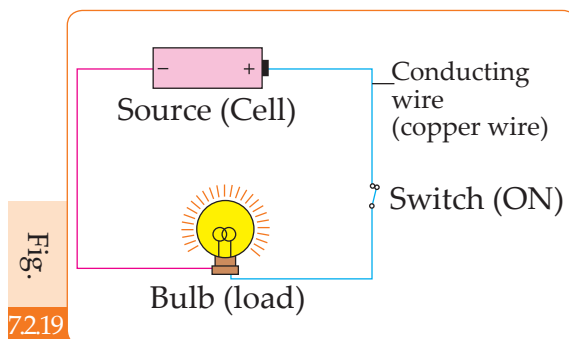 − +
Source (Cell)
Conducting
wire
(copper wire)
Switch (ON)
Bulb (load)
Fig.
7.2.19